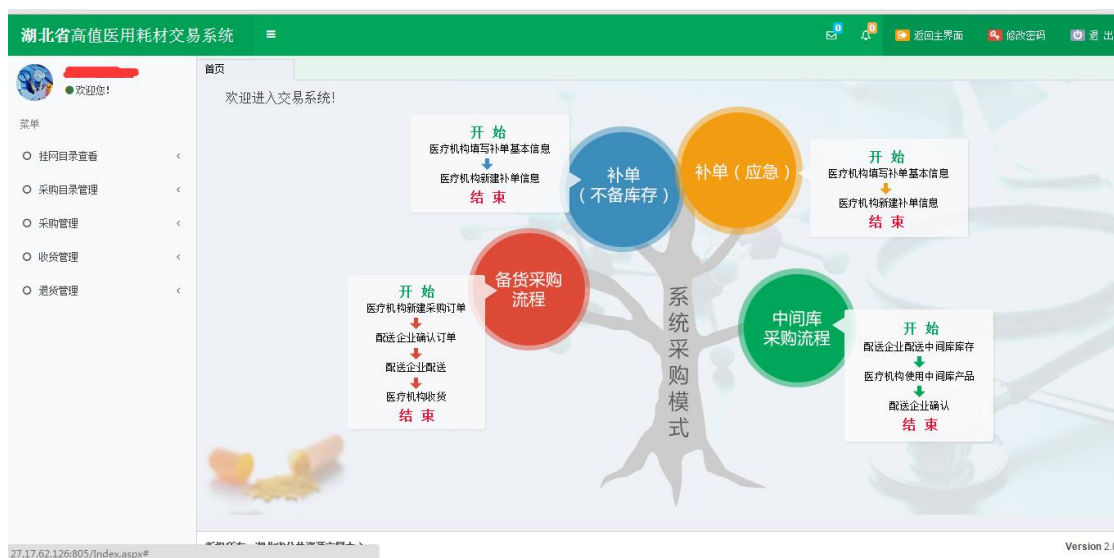 湖北省高值医用耗材交易系统
0
0
返回主界面
修改密码
退 出
欢迎您!
菜单
挂网目录查看
采购目录管理
采购管理
收货管理
退货管理
首页
欢迎进入交易系统!
开 始
医疗机构填写补单基本信息
医疗机构新建补单信息
结 束
补单
(不备库存)
补单(应急)
开 始
医疗机构填写补单基本信息
医疗机构新建补单信息
结 束
备货采购
流程
开 始
医疗机构新建采购订单
配送企业确认订单
配送企业配送
医疗机构收货
结 束
系统采购模式
中间库
采购流程
开 始
配送企业配送中间库库存
医疗机构使用中间库产品
配送企业确认
结 束
27.17.62.126:805/Index.aspx#
Version 2.